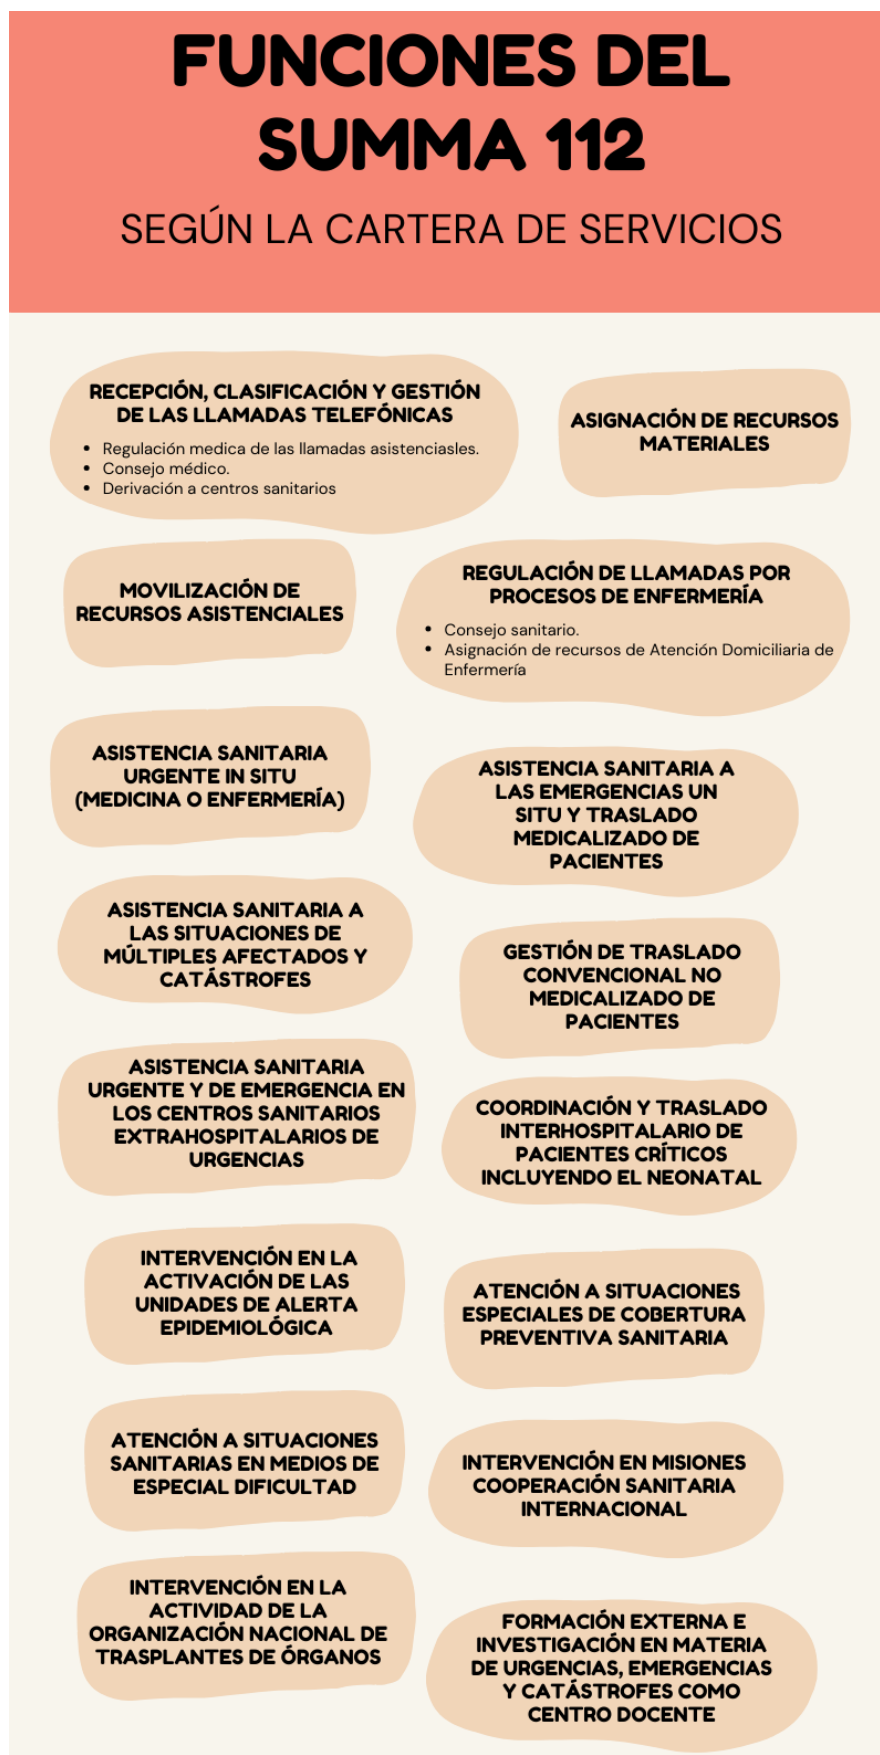 FUNCIONES DEL
SUMMA 112
SEGÚN LA CARTERA DE SERVICIOS
RECEPCIÓN, CLASIFICACIÓN Y GESTIÓN
DE LAS LLAMADAS TELEFÓNICAS
• Regulación medica de las llamadas asistenciasles.
• Consejo médico.
• Derivación a centros sanitarios
ASIGNACIÓN DE RECURSOS
MATERIALES
MOVILIZACIÓN DE
RECURSOS ASISTENCIALES
REGULACIÓN DE LLAMADAS POR
PROCESOS DE ENFERMERÍA
• Consejo sanitario.
• Asignación de recursos de Atención Domiciliaria de
Enfermería
ASISTENCIA SANITARIA
URGENTE IN SITU
(MEDICINA O ENFERMERÍA)
ASISTENCIA SANITARIA A
LAS EMERGENCIAS UN
SITU Y TRASLADO
MEDICALIZADO DE
PACIENTES
ASISTENCIA SANITARIA A
LAS SITUACIONES DE
MÚLTIPLES AFECTADOS Y
CATÁSTROFES
GESTIÓN DE TRASLADO
CONVENCIONAL NO
MEDICALIZADO DE
PACIENTES
ASISTENCIA SANITARIA
URGENTE Y DE EMERGENCIA EN
LOS CENTROS SANITARIOS
EXTRAHOSPITALARIOS DE
URGENCIAS
COORDINACIÓN Y TRASLADO
INTERHOSPITALARIO DE
PACIENTES CRÍTICOS
INCLUYENDO EL NEONATAL
INTERVENCIÓN EN LA
ACTIVACIÓN DE LAS
UNIDADES DE ALERTA
EPIDEMIOLÓGICA
ATENCIÓN A SITUACIONES
ESPECIALES DE COBERTURA
PREVENTIVA SANITARIA
ATENCIÓN A SITUACIONES
SANITARIAS EN MEDIOS DE
ESPECIAL DIFICULTAD
INTERVENCIÓN EN MISIONES
COOPERACIÓN SANITARIA
INTERNACIONAL
INTERVENCIÓN EN LA
ACTIVIDAD DE LA
ORGANIZACIÓN NACIONAL DE
TRASPLANTES DE ÓRGANOS
FORMACIÓN EXTERNA E
INVESTIGACIÓN EN MATERIA
DE URGENCIAS, EMERGENCIAS
Y CATÁSTROFES COMO
CENTRO DOCENTE